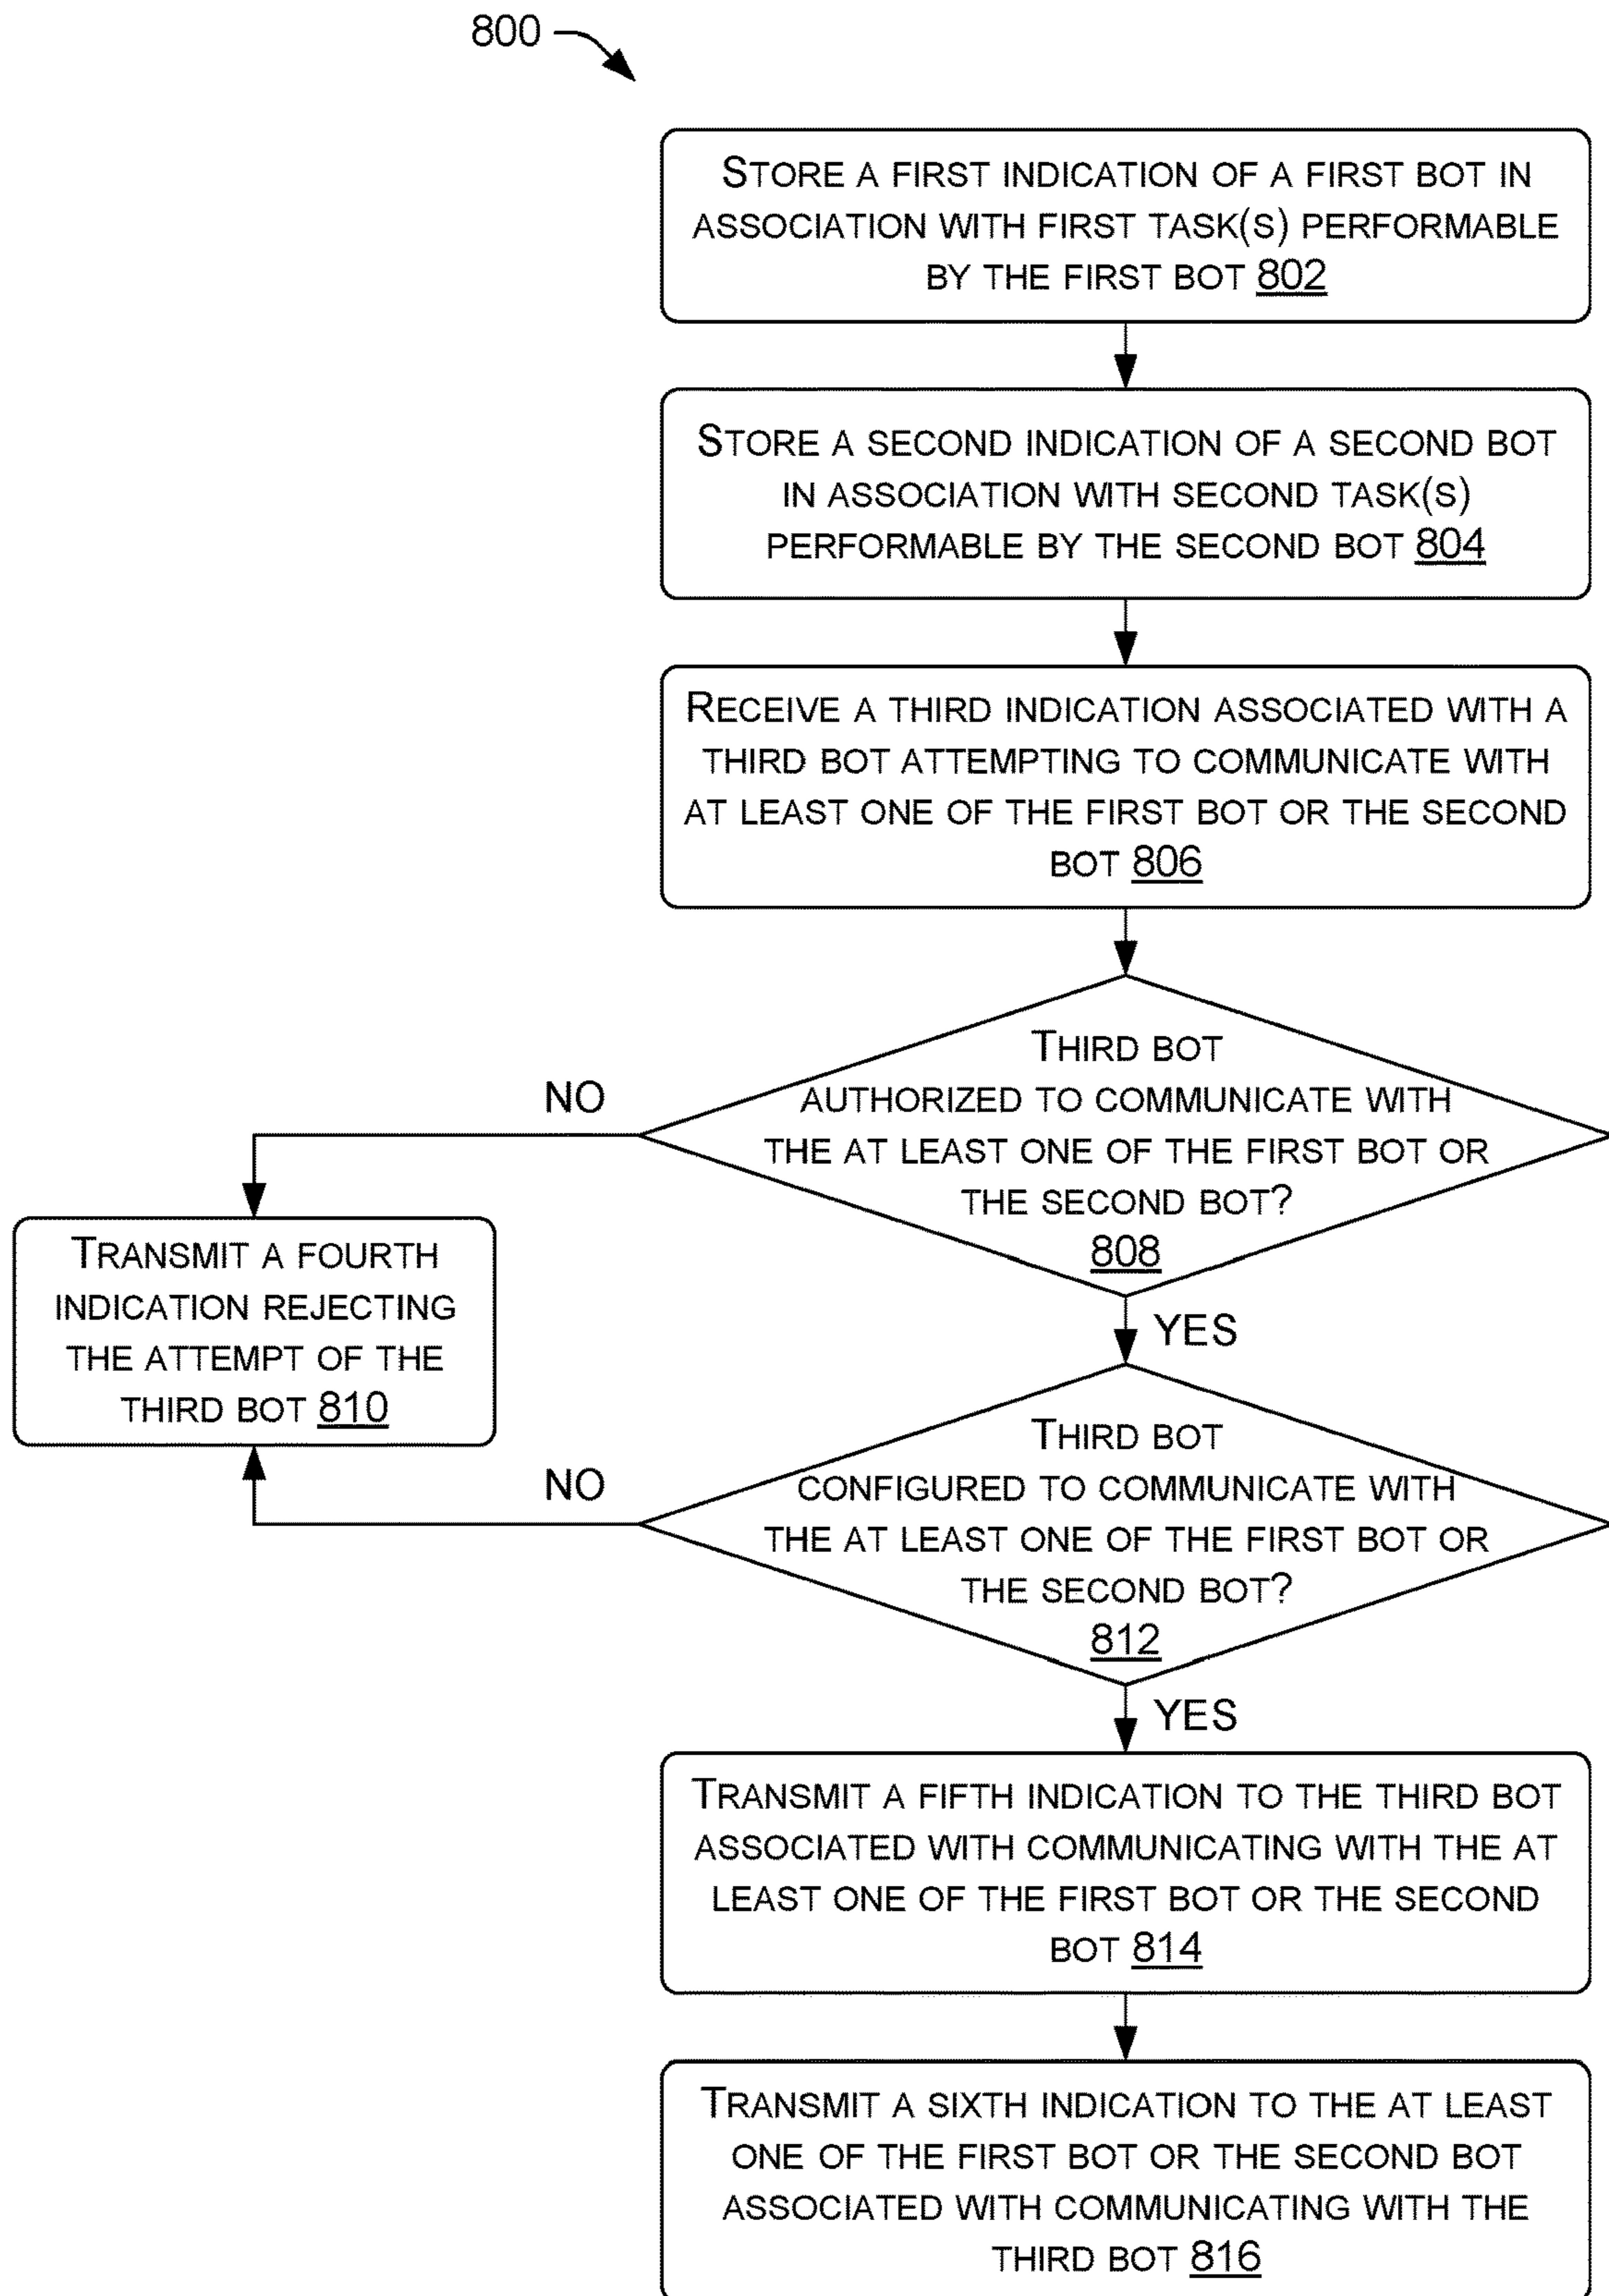 800
STORE A FIRST INDICATION OF A FIRST BOT IN
ASSOCIATION WITH FIRST TASK(S) PERFORMABLE
BY THE FIRST BOT 802
STORE A SECOND INDICATION OF A SECOND BOT
IN ASSOCIATION WITH SECOND TASK(S)
PERFORMABLE BY THE SECOND BOT 804
RECEIVE A THIRD INDICATION ASSOCIATED WITH A
THIRD BOT ATTEMPTING TO COMMUNICATE WITH
AT LEAST ONE OF THE FIRST BOT OR THE SECOND
BOT 806
THIRD BOT
AUTHORIZED TO COMMUNICATE WITH
THE AT LEAST ONE OF THE FIRST BOT OR
THE SECOND BOT?
808
NO
YES
TRANSMIT A FOURTH
INDICATION REJECTING
THE ATTEMPT OF THE
THIRD BOT 810
THIRD BOT
CONFIGURED TO COMMUNICATE WITH
THE AT LEAST ONE OF THE FIRST BOT OR
THE SECOND BOT?
812
NO
YES
TRANSMIT A FIFTH INDICATION TO THE THIRD BOT
ASSOCIATED WITH COMMUNICATING WITH THE AT
LEAST ONE OF THE FIRST BOT OR THE SECOND
BOT 814
TRANSMIT A SIXTH INDICATION TO THE AT LEAST
ONE OF THE FIRST BOT OR THE SECOND BOT
ASSOCIATED WITH COMMUNICATING WITH THE
THIRD BOT 816